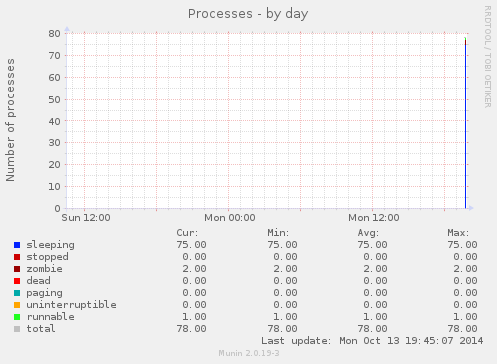 Processes - by day
RRDTOOL / TOBI OETIKER
Number of processes
80
70
60
50
40
30
20
10
0
Sun 12:00 Mon 00:00 Mon 12:00
Cur: Min: Avg: Max:
sleeping 75.00 75.00 75.00 75.00
stopped 0.00 0.00 0.00 0.00
zombie 2.00 2.00 2.00 2.00
dead 0.00 0.00 0.00 0.00
paging 0.00 0.00 0.00 0.00
uninterruptible 0.00 0.00 0.00 0.00
runnable 1.00 1.00 1.00 1.00
total 78.00 78.00 78.00 78.00
Last update: Mon Oct 13 19:45:07 2014
Munin 2.0.19-3